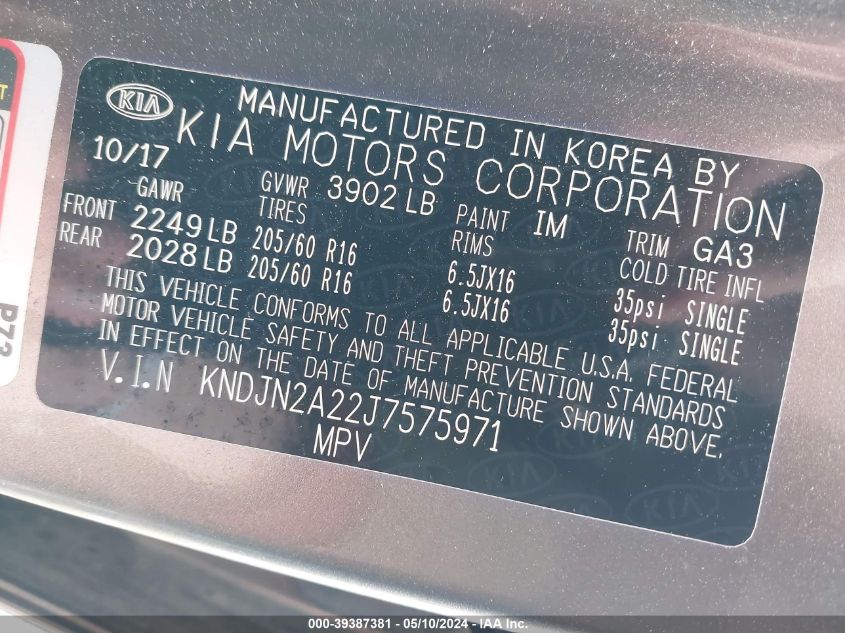 KIA
MANUFACTURED IN KOREA BY
KIA MOTORS CORPORATION
10/17
GAWR GVWR 3902 LB PAINT IM TRIM GA3
TIRES RIMS COLD TIRE INFL
FRONT 2249 LB 205/60 R16 6.5JX16 35psi SINGLE
REAR 2028 LB 205/60 R16 6.5JX16 35psi SINGLE
THIS VEHICLE CONFORMS TO ALL APPLICABLE U.S.A. FEDERAL
MOTOR VEHICLE SAFETY AND THEFT PREVENTION STANDARDS
IN EFFECT ON THE DATE OF MANUFACTURE SHOWN ABOVE.
V.I.N KNDJN2A22J7575971
MPV
000-39387381 - 05/10/2024 - IAA Inc.